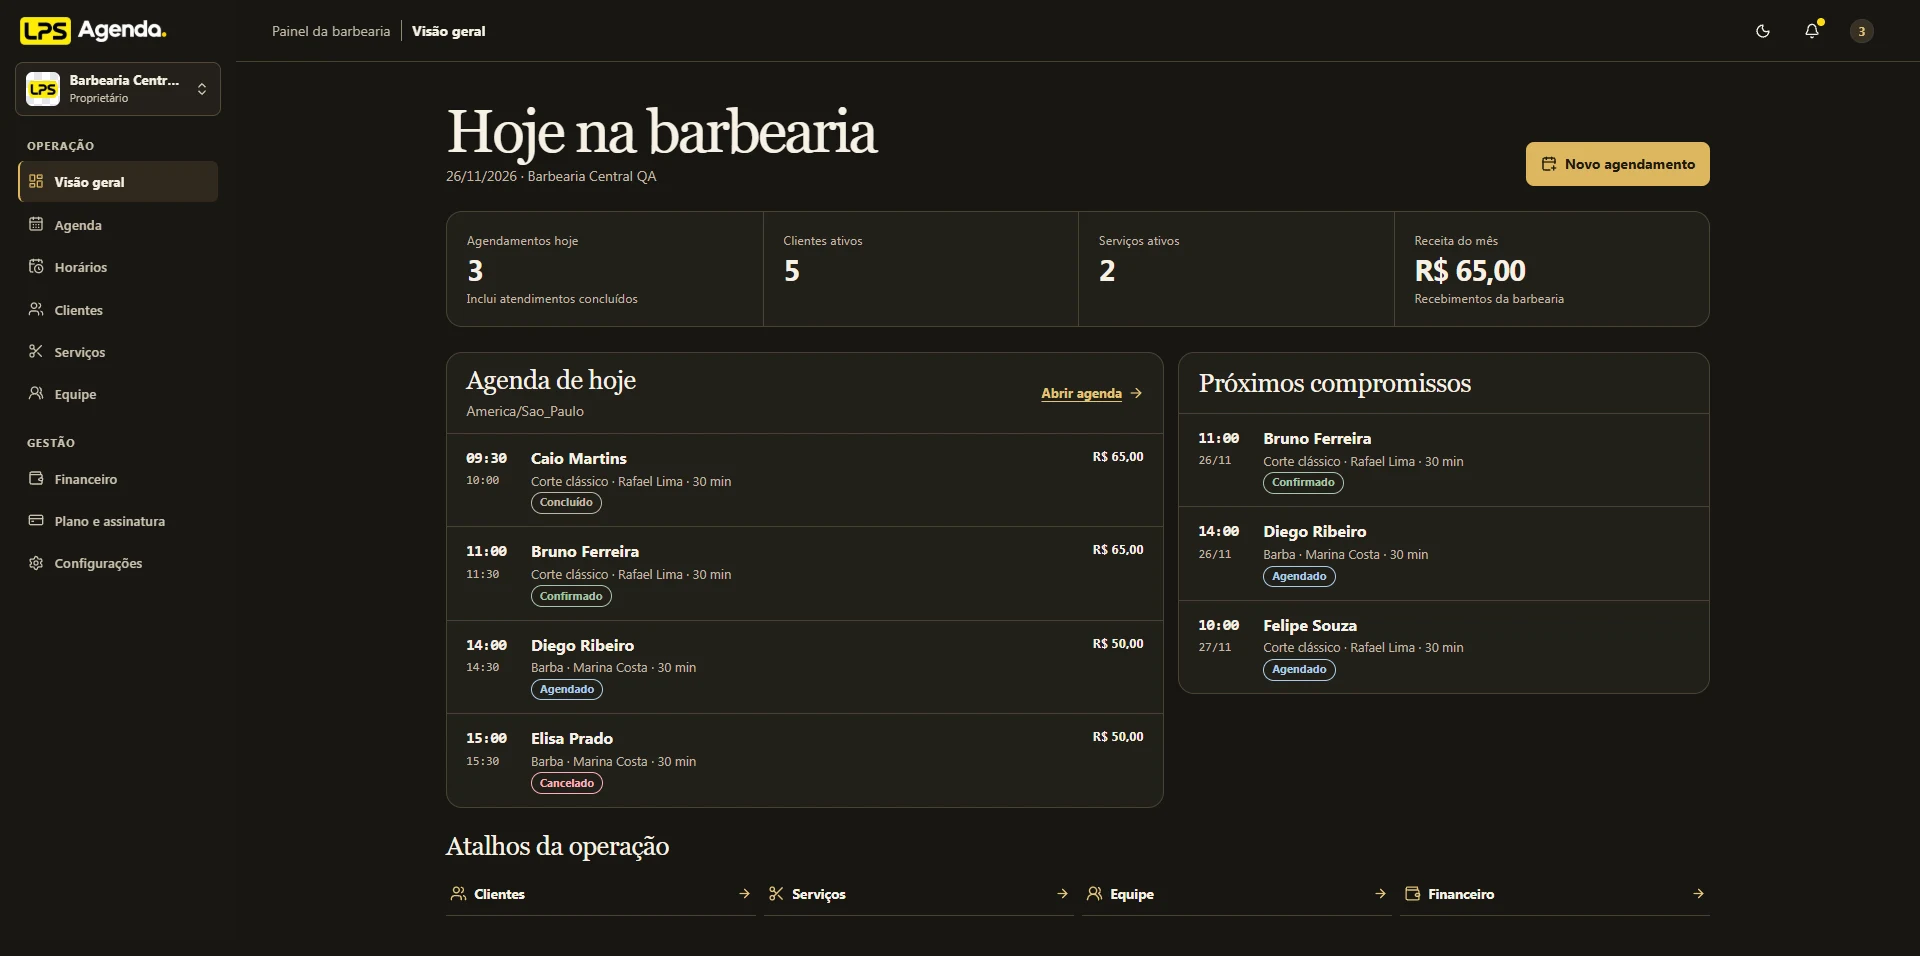 LPS Agenda.
LPS
Barbearia Centr...
Proprietário
OPERAÇÃO
Visão geral
Agenda
Horários
Clientes
Serviços
Equipe
GESTÃO
Financeiro
Plano e assinatura
Configurações
Painel da barbearia | Visão geral
3
Hoje na barbearia
26/11/2026 · Barbearia Central QA
Novo agendamento
Agendamentos hoje
3
Inclui atendimentos concluídos
Clientes ativos
5
Serviços ativos
2
Receita do mês
R$ 65,00
Recebimentos da barbearia
Agenda de hoje
America/Sao_Paulo
Abrir agenda →
09:30 Caio Martins R$ 65,00
10:00 Corte clássico · Rafael Lima · 30 min
Concluído
11:00 Bruno Ferreira R$ 65,00
11:30 Corte clássico · Rafael Lima · 30 min
Confirmado
14:00 Diego Ribeiro R$ 50,00
14:30 Barba · Marina Costa · 30 min
Agendado
15:00 Elisa Prado R$ 50,00
15:30 Barba · Marina Costa · 30 min
Cancelado
Próximos compromissos
11:00 Bruno Ferreira
26/11 Corte clássico · Rafael Lima · 30 min
Confirmado
14:00 Diego Ribeiro
26/11 Barba · Marina Costa · 30 min
Agendado
10:00 Felipe Souza
27/11 Corte clássico · Rafael Lima · 30 min
Agendado
Atalhos da operação
Clientes →
Serviços →
Equipe →
Financeiro →